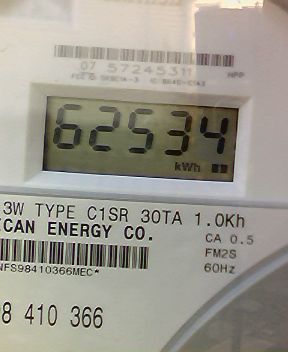 07 57245311
HPP
62534
kWh
3W TYPE C1SR 30TA 1.0Kh
CAN ENERGY CO.
CA 0.5
FM2S
60Hz
NFS98410366MEC*
8 410 366